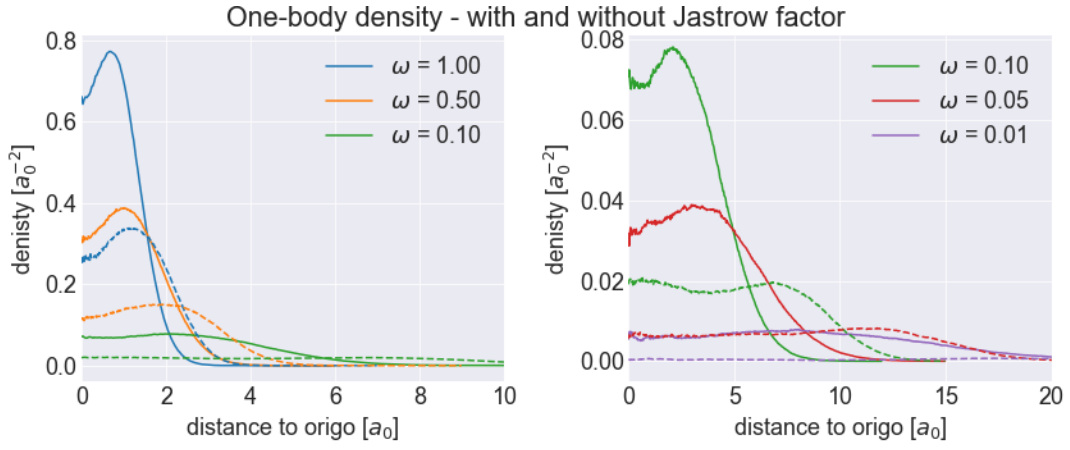 One-body density - with and without Jastrow factor
denisty [a₀⁻²]
0.8
0.6
0.4
0.2
0.0
ω = 1.00
ω = 0.50
ω = 0.10
0 2 4 6 8 10
distance to origo [a₀]
denisty [a₀⁻²]
0.08
0.06
0.04
0.02
0.00
ω = 0.10
ω = 0.05
ω = 0.01
0 5 10 15 20
distance to origo [a₀]